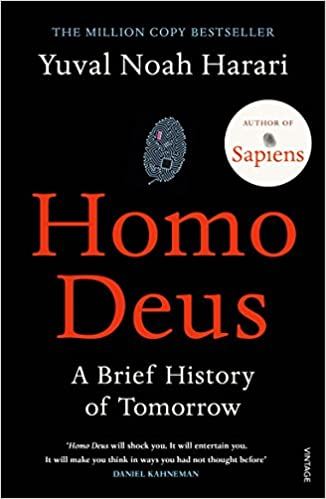 THE MILLION COPY BESTSELLER
Yuval Noah Harari
AUTHOR OF
Sapiens
Homo
Deus
A Brief History
of Tomorrow
‘Homo Deus will shock you. It will entertain you.
It will make you think in ways you had not thought before’
DANIEL KAHNEMAN
VINTAGE